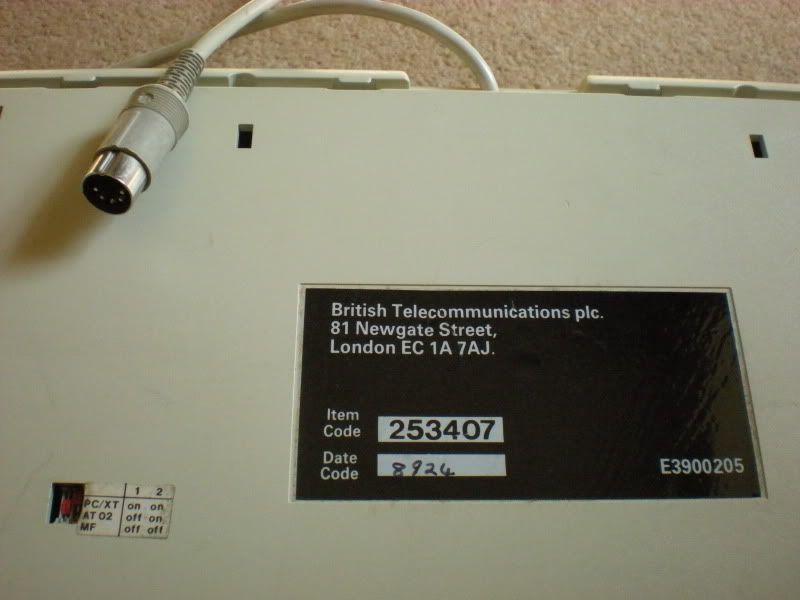 British Telecommunications plc.
81 Newgate Street,
London EC 1A 7AJ.
Item
Code 253407
Date
Code 8924
E3900205
1 2
PC/XT on on
AT 02 off on
MF off off